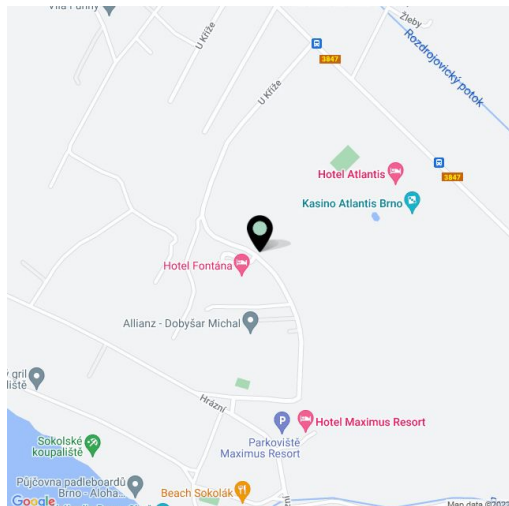 Vila Funny
Žleby
U Kříže
3847
Rozdrojovický potok
U Kříže
Hotel Atlantis
3847
Kasino Atlantis Brno
Hotel Fontána
Allianz - Dobyšar Michal
ý gril
liště
Hrázní
Hotel Maximus Resort
Parkoviště
Maximus Resort
Sokolské
koupaliště
Půjčovna padleboardů
Brno - Aloha...
Beach Sokolák
Google
Map data ©202